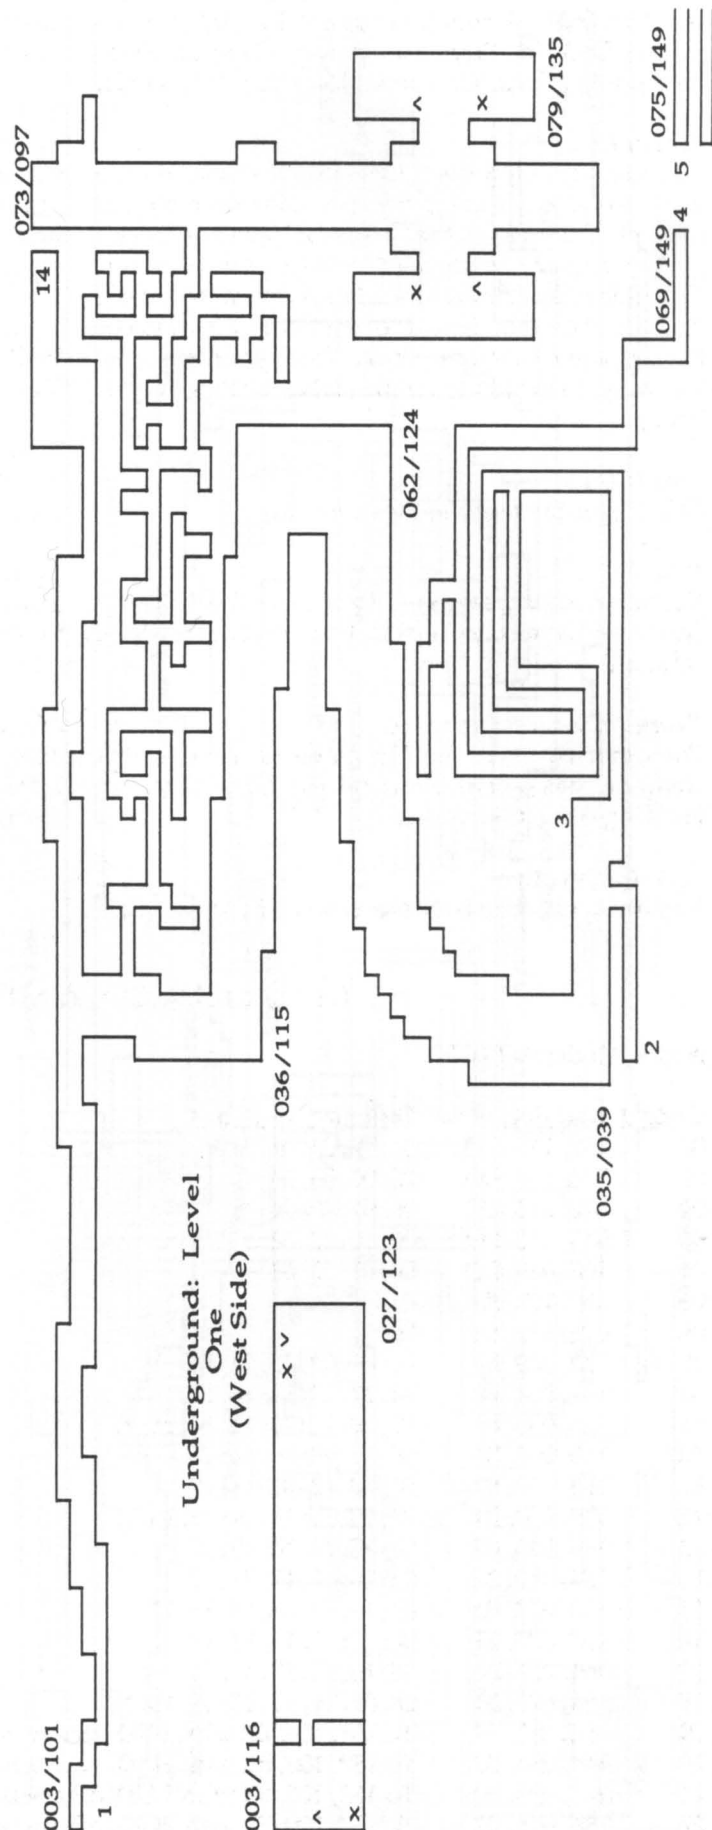 073/097
003/101
14
1
Underground: Level
One
(West Side)
003/116
036/115
x <
>
x
027/123
062/124
x >
> x
079/135
3
035/039
2
069/149
075/149
4 5